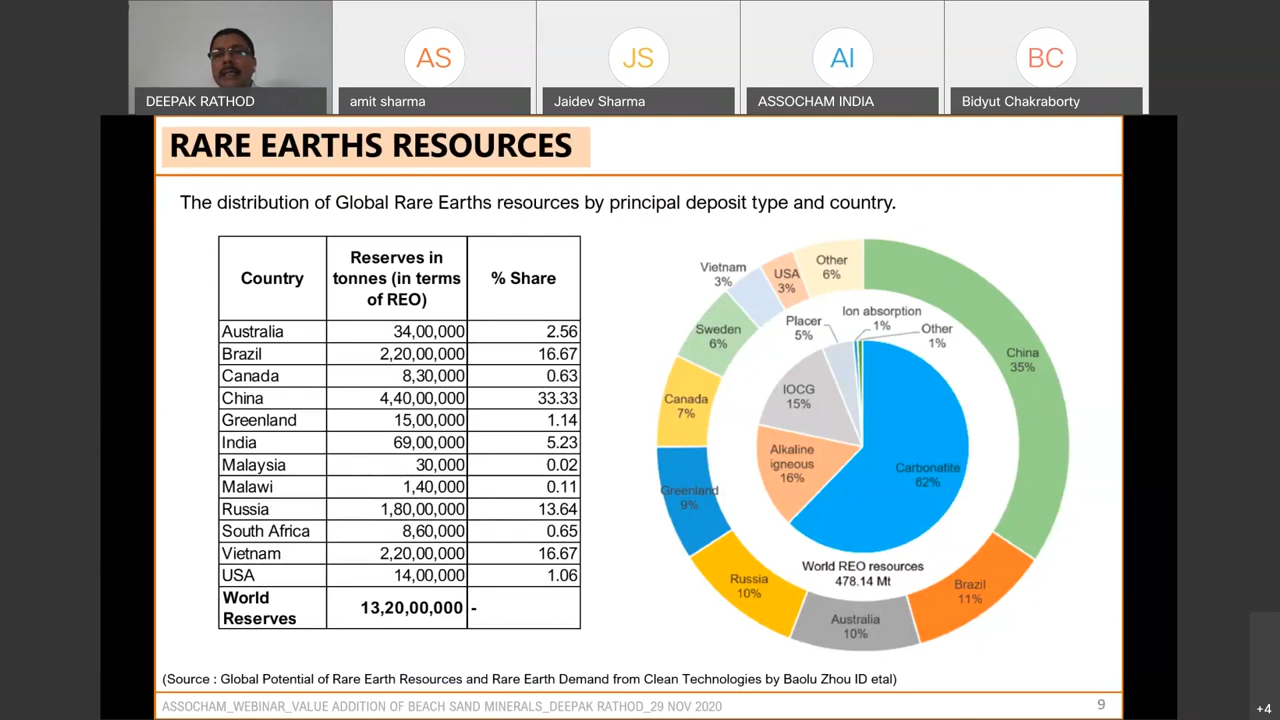 AS
JS
AI
BC
DEEPAK RATHOD
amit sharma
Jaidev Sharma
ASSOCHAM INDIA
Bidyut Chakraborty
RARE EARTHS RESOURCES
The distribution of Global Rare Earths resources by principal deposit type and country.
Country
Reserves in
tonnes (in terms
of REO)
% Share
Australia 34,00,000 2.56
Brazil 2,20,00,000 16.67
Canada 8,30,000 0.63
China 4,40,00,000 33.33
Greenland 15,00,000 1.14
India 69,00,000 5.23
Malaysia 30,000 0.02
Malawi 1,40,000 0.11
Russia 1,80,00,000 13.64
South Africa 8,60,000 0.65
Vietnam 2,20,00,000 16.67
USA 14,00,000 1.06
World
Reserves
13,20,00,000 -
Other
6%
USA
3%
Vietnam
3%
Sweden
6%
Canada
7%
Greenland
9%
Russia
10%
Australia
10%
Brazil
11%
China
35%
Ion absorption
1%
Other
1%
Placer
5%
IOCG
15%
Alkaline
igneous
16%
Carbonatite
62%
World REO resources
478.14 Mt
(Source : Global Potential of Rare Earth Resources and Rare Earth Demand from Clean Technologies by Baolu Zhou ID etal)
ASSOCHAM_WEBINAR_VALUE ADDITION OF BEACH SAND MINERALS_DEEPAK RATHOD_29 NOV 2020
9
+4